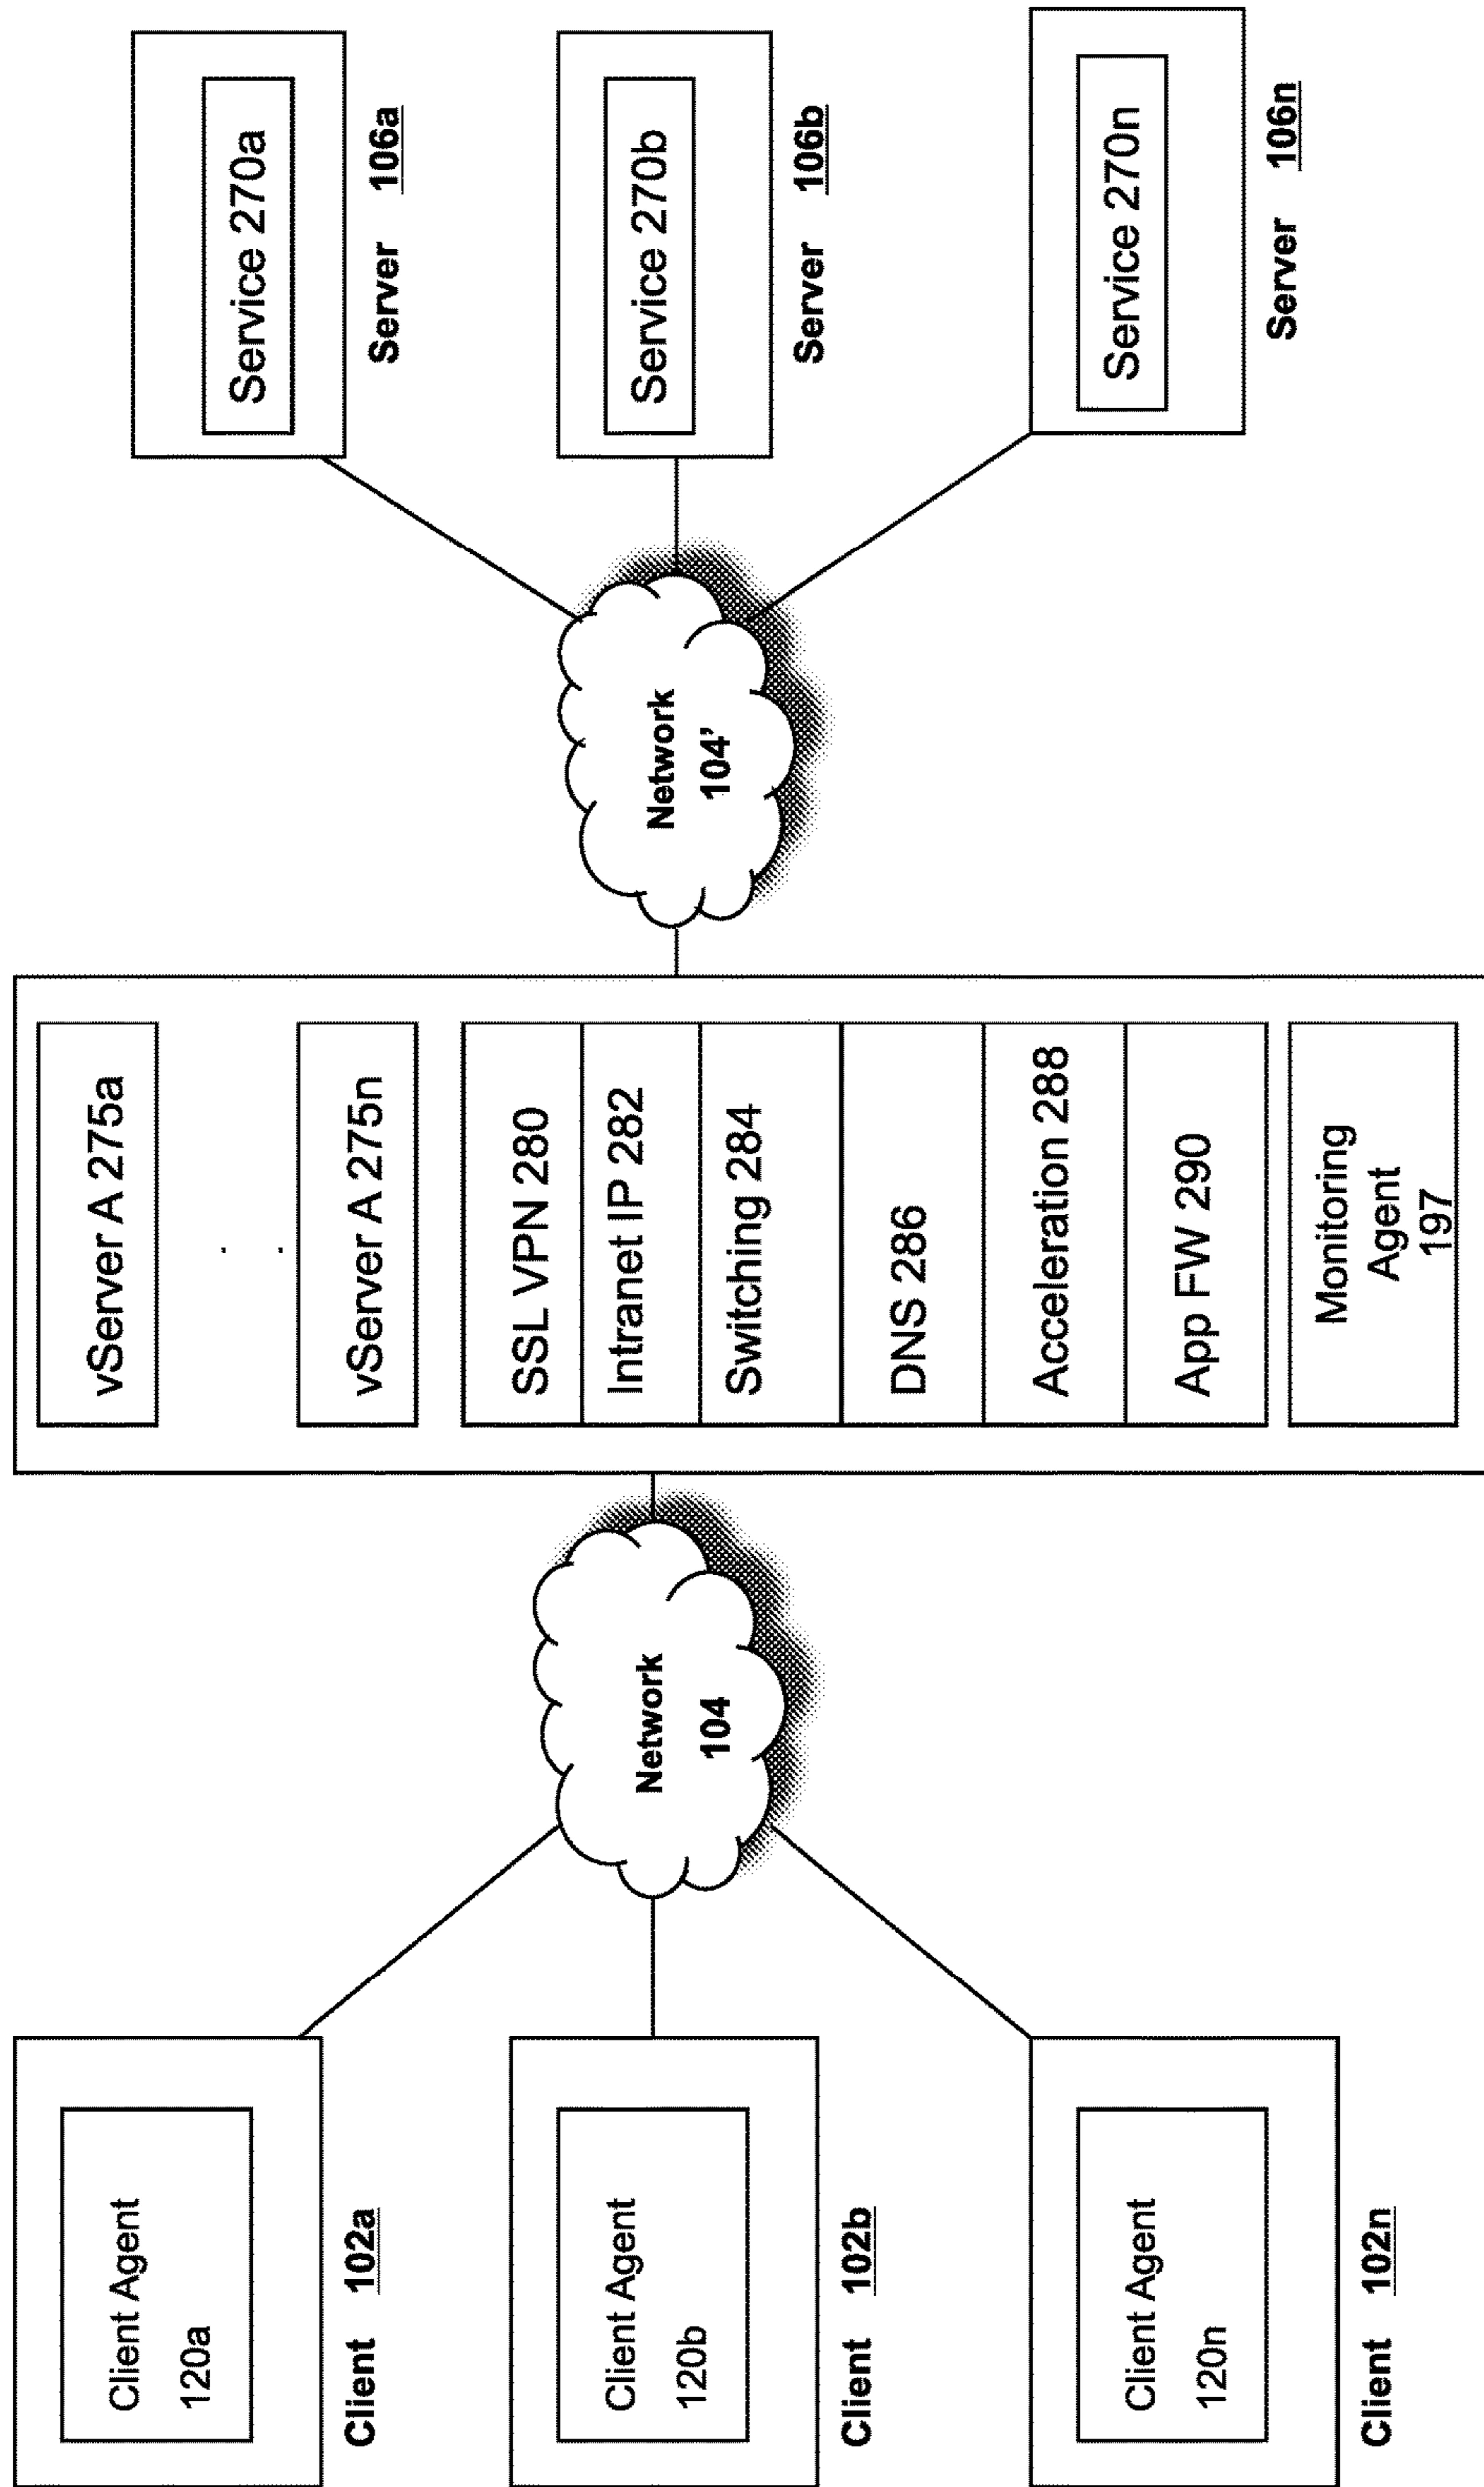 Client Agent
120a
Client 102a
Client Agent
120b
Client 102b
Client Agent
120n
Client 102n
Network
104
vServer A 275a
vServer A 275n
SSL VPN 280
Intranet IP 282
Switching 284
DNS 286
Acceleration 288
App FW 290
Monitoring
Agent
197
Network
104’
Service 270a
Server 106a
Service 270b
Server 106b
Service 270n
Server 106n